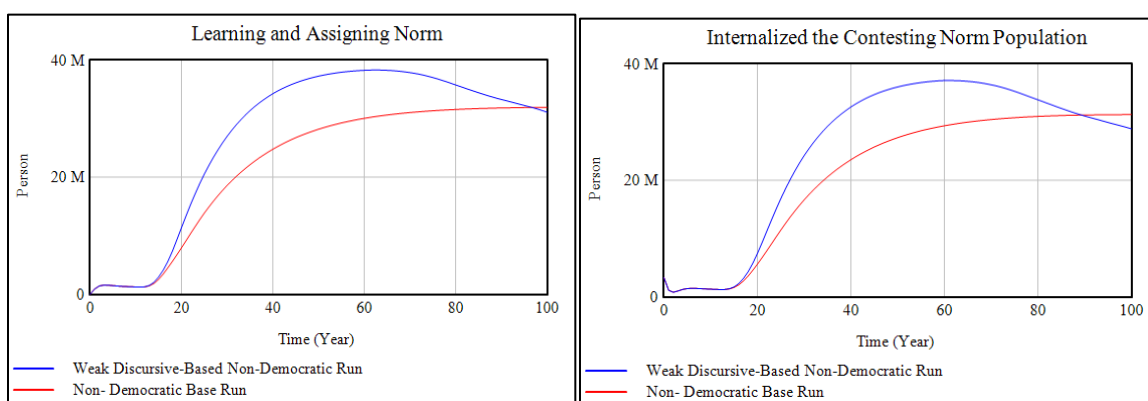 Learning and Assigning Norm
40 M
20 M
0
Person
0 20 40 60 80 100
Time (Year)
Weak Discursive-Based Non-Democratic Run
Non- Democratic Base Run
Internalized the Contesting Norm Population
40 M
20 M
0
Person
0 20 40 60 80 100
Time (Year)
Weak Discursive-Based Non-Democratic Run
Non- Democratic Base Run